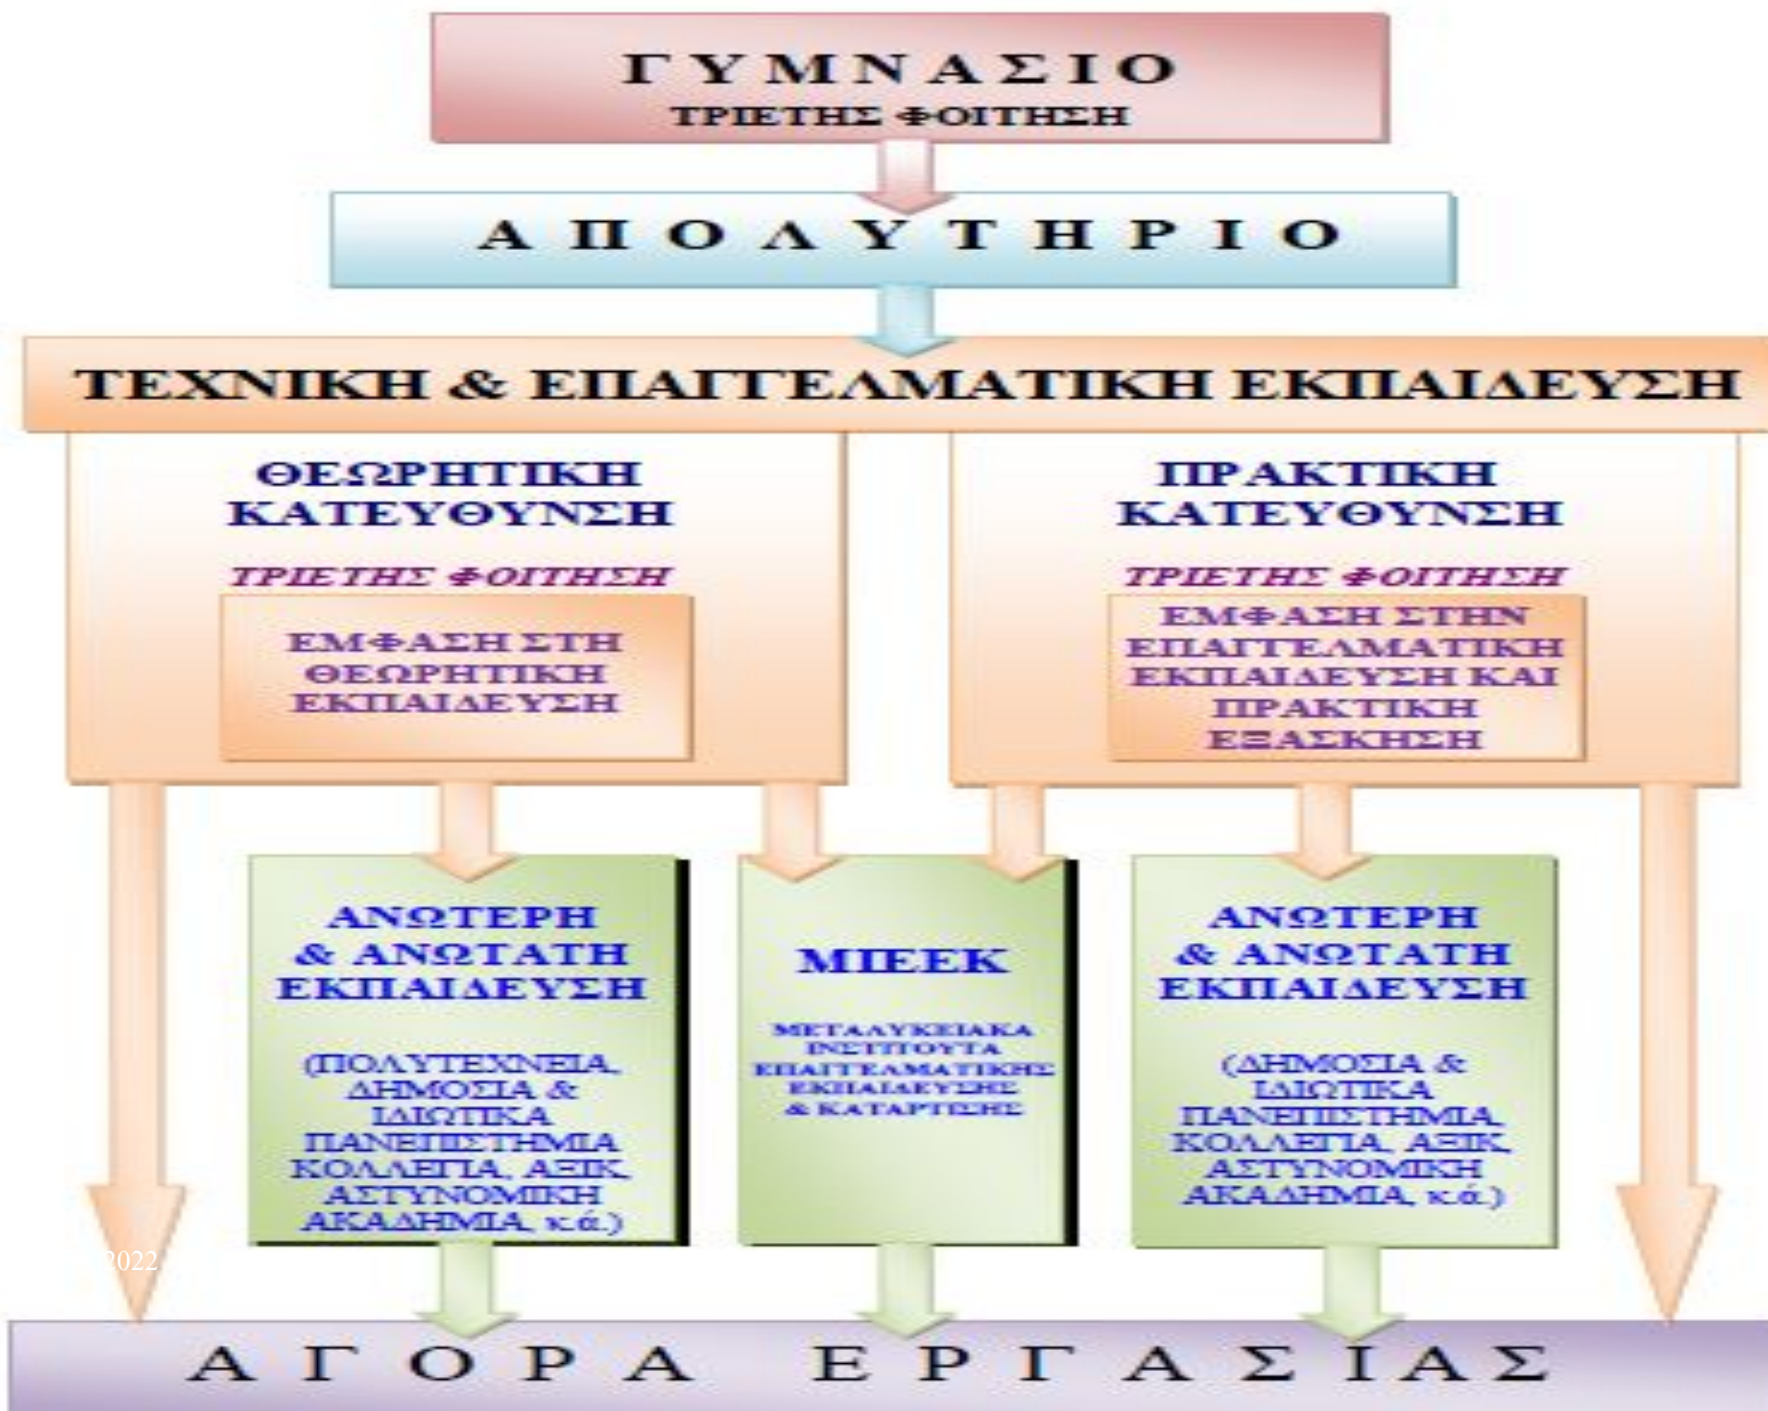 ΓΥΜΝΑΣΙΟ
ΤΡΙΕΤΗΣ ΦΟΙΤΗΣΗ
ΑΠΟΛΥΤΗΡΙΟ
ΤΕΧΝΙΚΗ & ΕΠΑΓΓΕΛΜΑΤΙΚΗ ΕΚΠΑΙΔΕΥΣΗ
ΘΕΩΡΗΤΙΚΗ
ΚΑΤΕΥΘΥΝΣΗ
ΤΡΙΕΤΗΣ ΦΟΙΤΗΣΗ
ΕΜΦΑΣΗ ΣΤΗ
ΘΕΩΡΗΤΙΚΗ
ΕΚΠΑΙΔΕΥΣΗ
ΠΡΑΚΤΙΚΗ
ΚΑΤΕΥΘΥΝΣΗ
ΤΡΙΕΤΗΣ ΦΟΙΤΗΣΗ
ΕΜΦΑΣΗ ΣΤΗΝ
ΕΠΑΓΓΕΛΜΑΤΙΚΗ
ΕΚΠΑΙΔΕΥΣΗ ΚΑΙ
ΠΡΑΚΤΙΚΗ
ΕΞΑΣΚΗΣΗ
ΑΝΩΤΕΡΗ
& ΑΝΩΤΑΤΗ
ΕΚΠΑΙΔΕΥΣΗ
(ΠΟΛΥΤΕΧΝΕΙΑ,
ΔΗΜΟΣΙΑ &
ΙΔΙΩΤΙΚΑ
ΠΑΝΕΠΙΣΤΗΜΙΑ
ΚΟΛΛΕΓΙΑ, ΑΞΙΚ,
ΑΣΤΥΝΟΜΙΚΗ
ΑΚΑΔΗΜΙΑ, κ.ά.)
ΜΙΕΕΚ
ΜΕΤΑΛΥΚΕΙΑΚΑ
ΙΝΣΤΙΤΟΥΤΑ
ΕΠΑΓΓΕΛΜΑΤΙΚΗΣ
ΕΚΠΑΙΔΕΥΣΗΣ
& ΚΑΤΑΡΤΙΣΗΣ
ΑΝΩΤΕΡΗ
& ΑΝΩΤΑΤΗ
ΕΚΠΑΙΔΕΥΣΗ
(ΔΗΜΟΣΙΑ &
ΙΔΙΩΤΙΚΑ
ΠΑΝΕΠΙΣΤΗΜΙΑ,
ΚΟΛΛΕΓΙΑ, ΑΞΙΚ,
ΑΣΤΥΝΟΜΙΚΗ
ΑΚΑΔΗΜΙΑ, κ.ά.)
2022
ΑΓΟΡΑ ΕΡΓΑΣΙΑΣ